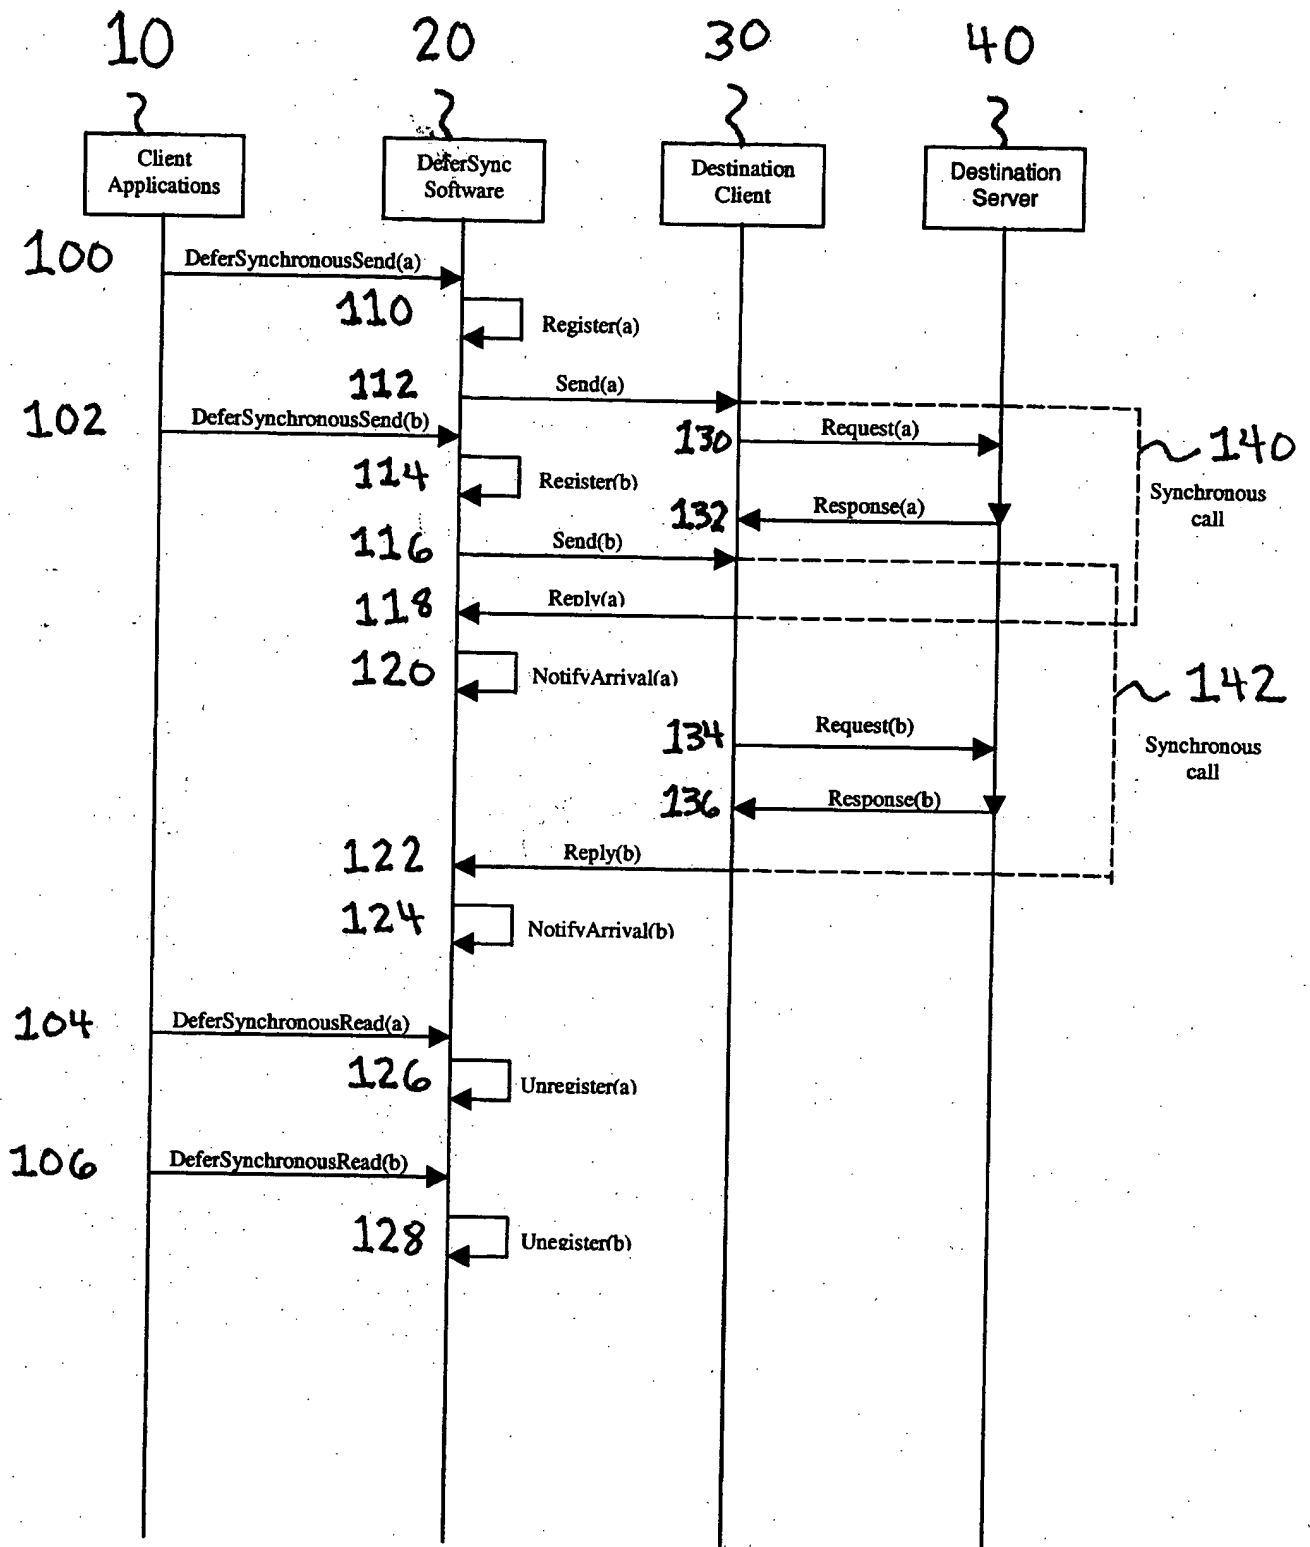 10 20 30 40
Client
Applications
DeferSync
Software
Destination
Client
Destination
Server
100 DeferSynchronousSend(a)
110 Register(a)
112 Send(a)
102 DeferSynchronousSend(b)
130 Request(a)
140
Synchronous
call
114 Register(b)
132 Response(a)
116 Send(b)
118 Reply(a)
120 NotifyArrival(a)
142
Synchronous
call
134 Request(b)
136 Response(b)
122 Reply(b)
124 NotifyArrival(b)
104 DeferSynchronousRead(a)
126 Unregister(a)
106 DeferSynchronousRead(b)
128 Unegister(b)